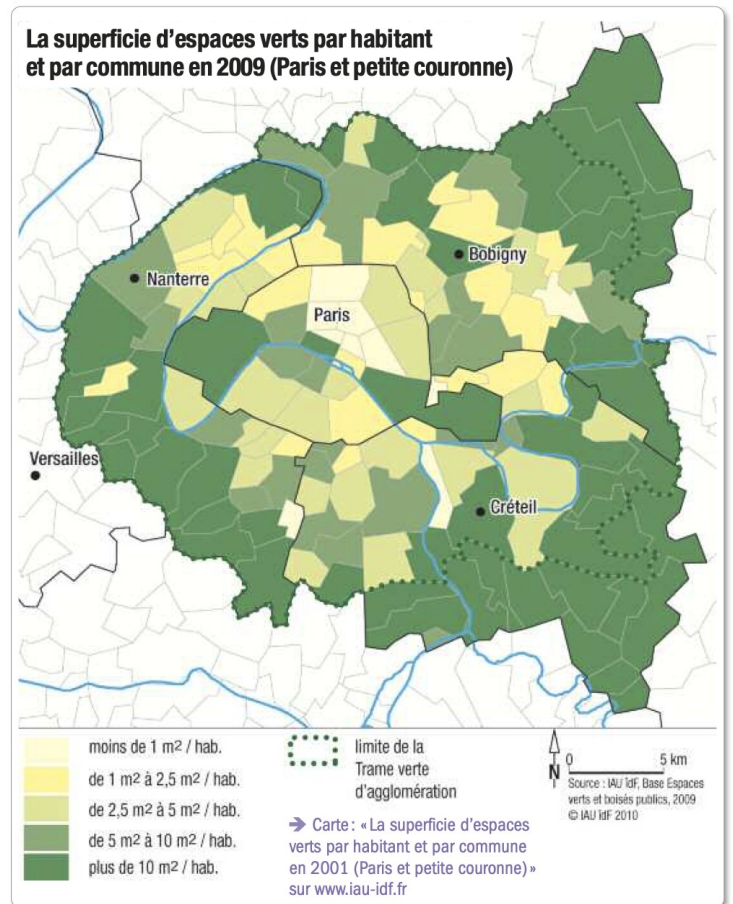 La superficie d'espaces verts par habitant
et par commune en 2009 (Paris et petite couronne)
Bobigny
Nanterre
Paris
Versailles
Créteil
moins de 1 m2 / hab.
de 1 m2 à 2,5 m2 / hab.
de 2,5 m2 à 5 m2 / hab.
de 5 m2 à 10 m2 / hab.
plus de 10 m2 / hab.
limite de la
Trame verte
d'agglomération
➔ Carte : « La superficie d'espaces
verts par habitant et par commune
en 2001 (Paris et petite couronne) »
sur www.iau-idf.fr
N
0 5 km
Source : IAU îdF, Base Espaces
verts et boisés publics, 2009
© IAU îdF 2010